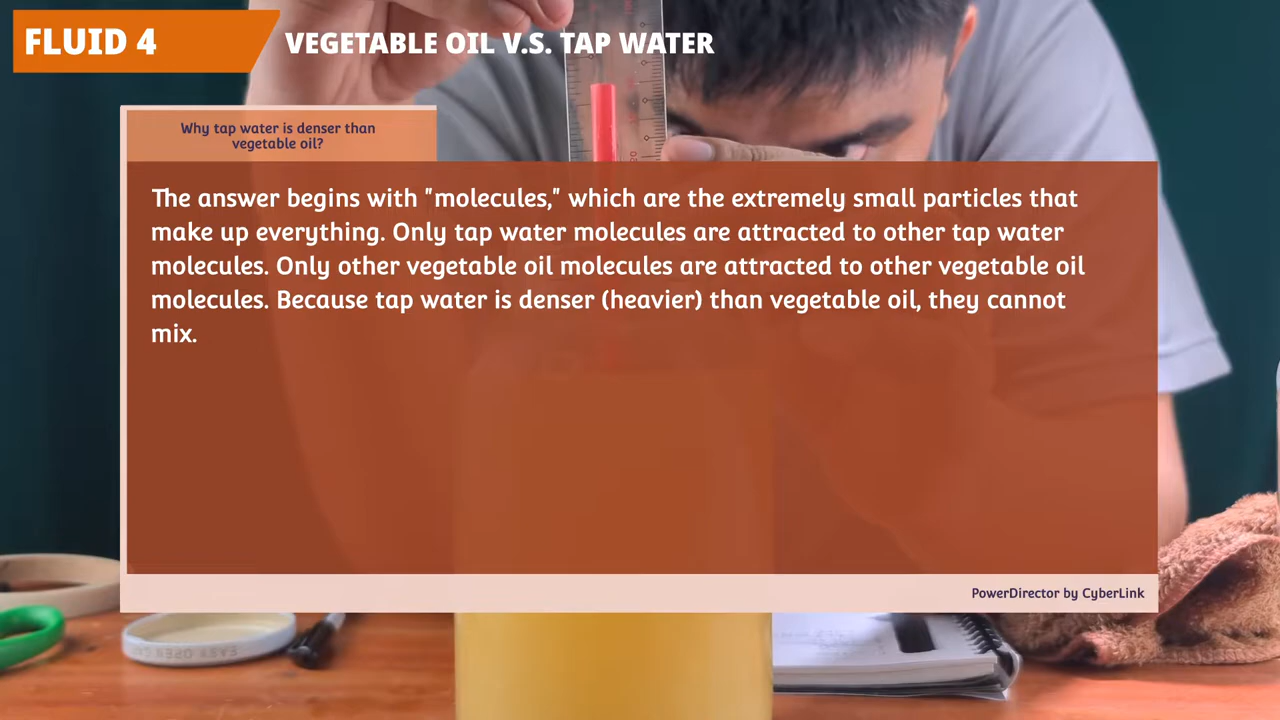 FLUID 4
VEGETABLE OIL V.S. TAP WATER
Why tap water is denser than
vegetable oil?
The answer begins with "molecules," which are the extremely small particles that
make up everything. Only tap water molecules are attracted to other tap water
molecules. Only other vegetable oil molecules are attracted to other vegetable oil
molecules. Because tap water is denser (heavier) than vegetable oil, they cannot
mix.
PowerDirector by CyberLink